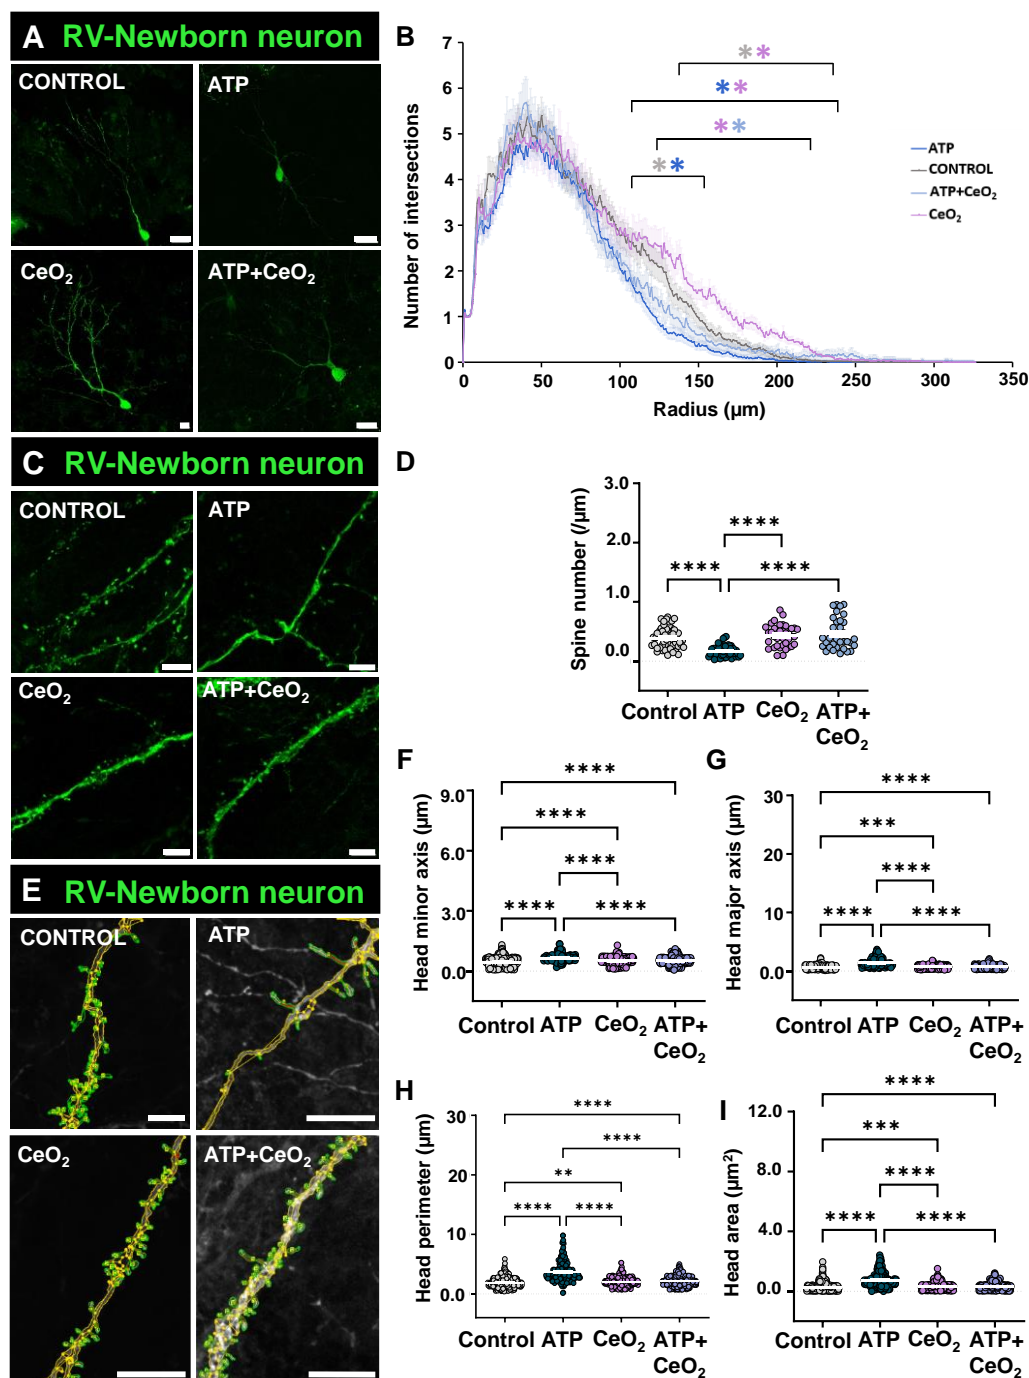 A RV-Newborn neuron
CONTROL
ATP
CeO₂
ATP+CeO₂
B
7
6
5
4
3
2
1
0
Number of intersections
0 50 100 150 200 250 300 350
Radius (μm)
* *
* *
* *
* *
ATP
CONTROL
ATP+CeO₂
CeO₂
C RV-Newborn neuron
CONTROL
ATP
CeO₂
ATP+CeO₂
D
3.0
2.0
1.0
0.0
Spine number (/μm)
****
****
****
Control ATP CeO₂ ATP+
CeO₂
E RV-Newborn neuron
CONTROL
ATP
CeO₂
ATP+CeO₂
F
9.0
6.0
3.0
0.0
Head minor axis (μm)
****
****
****
****
****
Control ATP CeO₂ ATP+
CeO₂
G
30
20
10
0.0
Head major axis (μm)
****
***
****
****
****
Control ATP CeO₂ ATP+
CeO₂
H
30
20
10
0.0
Head perimeter (μm)
****
****
**
****
****
Control ATP CeO₂ ATP+
CeO₂
I
12.0
8.0
4.0
0.0
Head area (μm²)
****
***
****
****
****
Control ATP CeO₂ ATP+
CeO₂